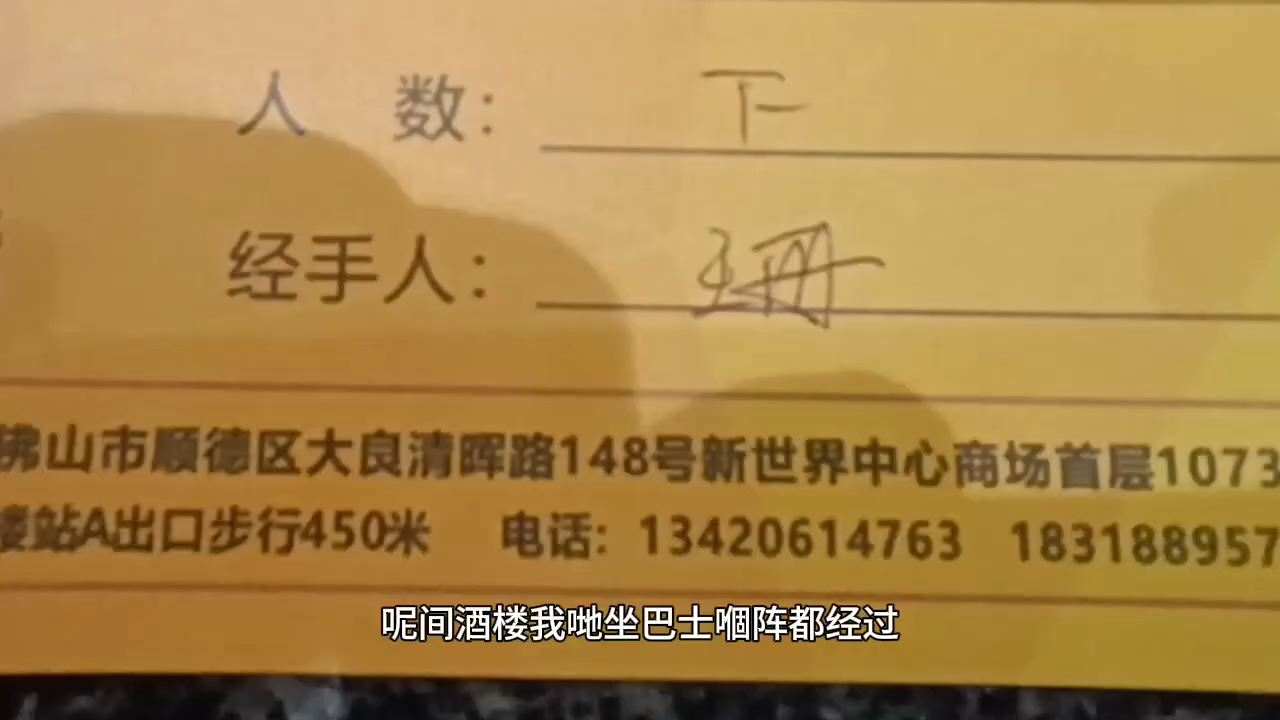 人 数： 下
经手人： 珊
佛山市顺德区大良清晖路148号新世界中心商场首层1073
楼站A出口步行450米 电话：13420614763 183188957
呢间酒楼我哋坐巴士嗰阵都经过